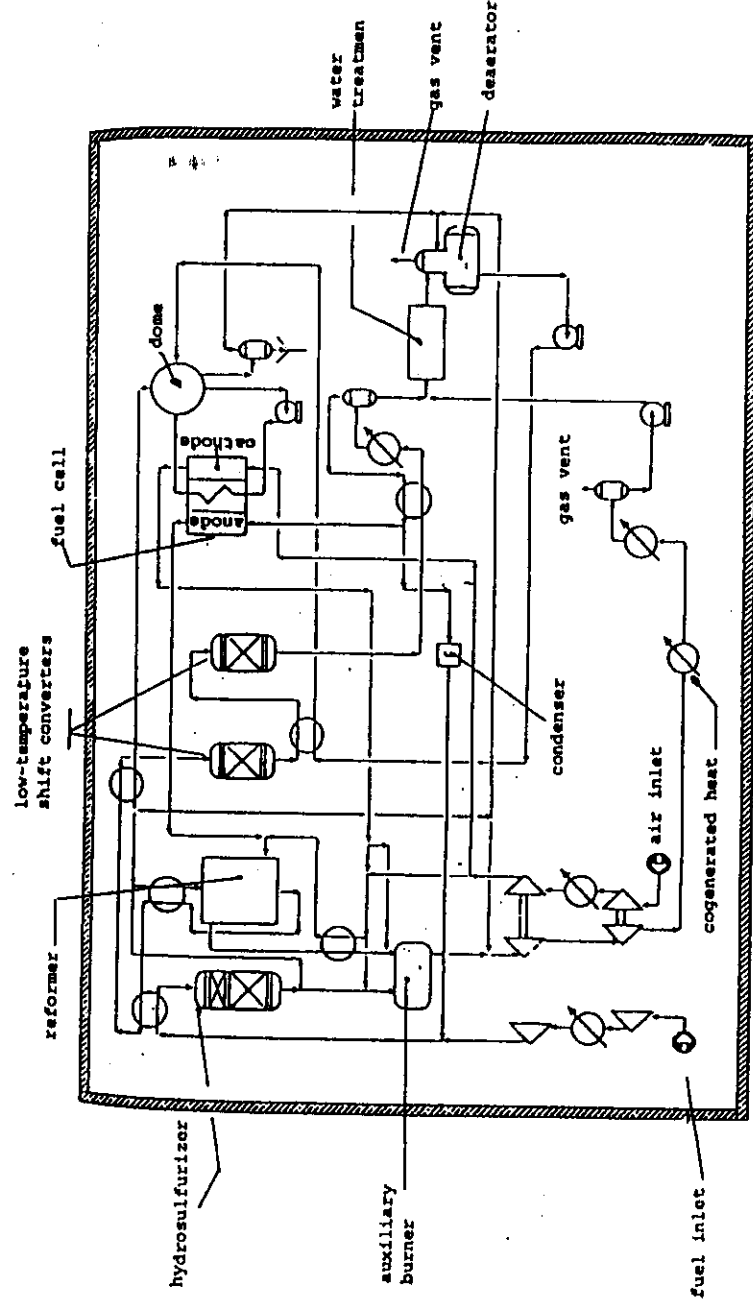 hydrosulfurizer
reformer
low-temperature
shift converters
fuel cell
anode
cathode
dome
water
treatmen
gas vent
deaerator
auxiliary
burner
condenser
gas vent
fuel inlet
air inlet
cogenerated heat